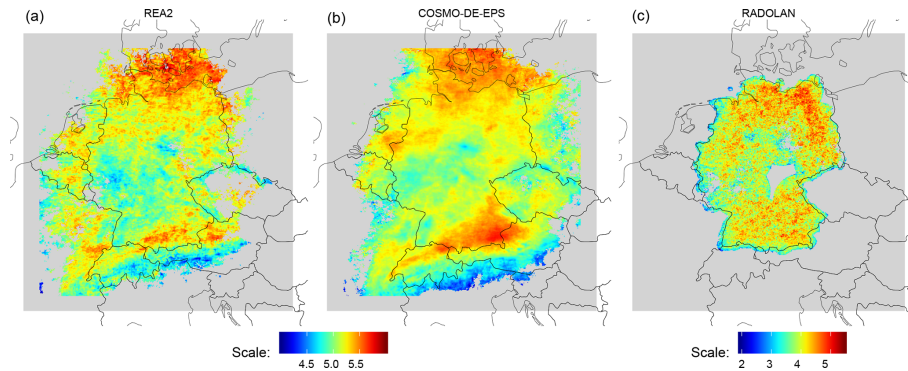 (a) REA2
(b) COSMO-DE-EPS
(c) RADOLAN
Scale:
4.5 5.0 5.5
Scale:
2 3 4 5